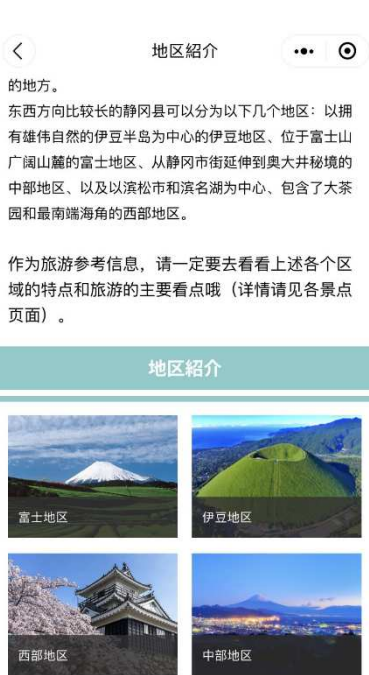 地区紹介
的地方。
东西方向比较长的静冈县可以分为以下几个地区：以拥
有雄伟自然的伊豆半岛为中心的伊豆地区、位于富士山
广阔山麓的富士地区、从静冈市街延伸到奥大井秘境的
中部地区、以及以滨松市和滨名湖为中心、包含了大茶
园和最南端海角的西部地区。
作为旅游参考信息，请一定要去看看上述各个区
域的特点和旅游的主要看点哦（详情请见各景点
页面）。
地区紹介
富士地区
伊豆地区
西部地区
中部地区